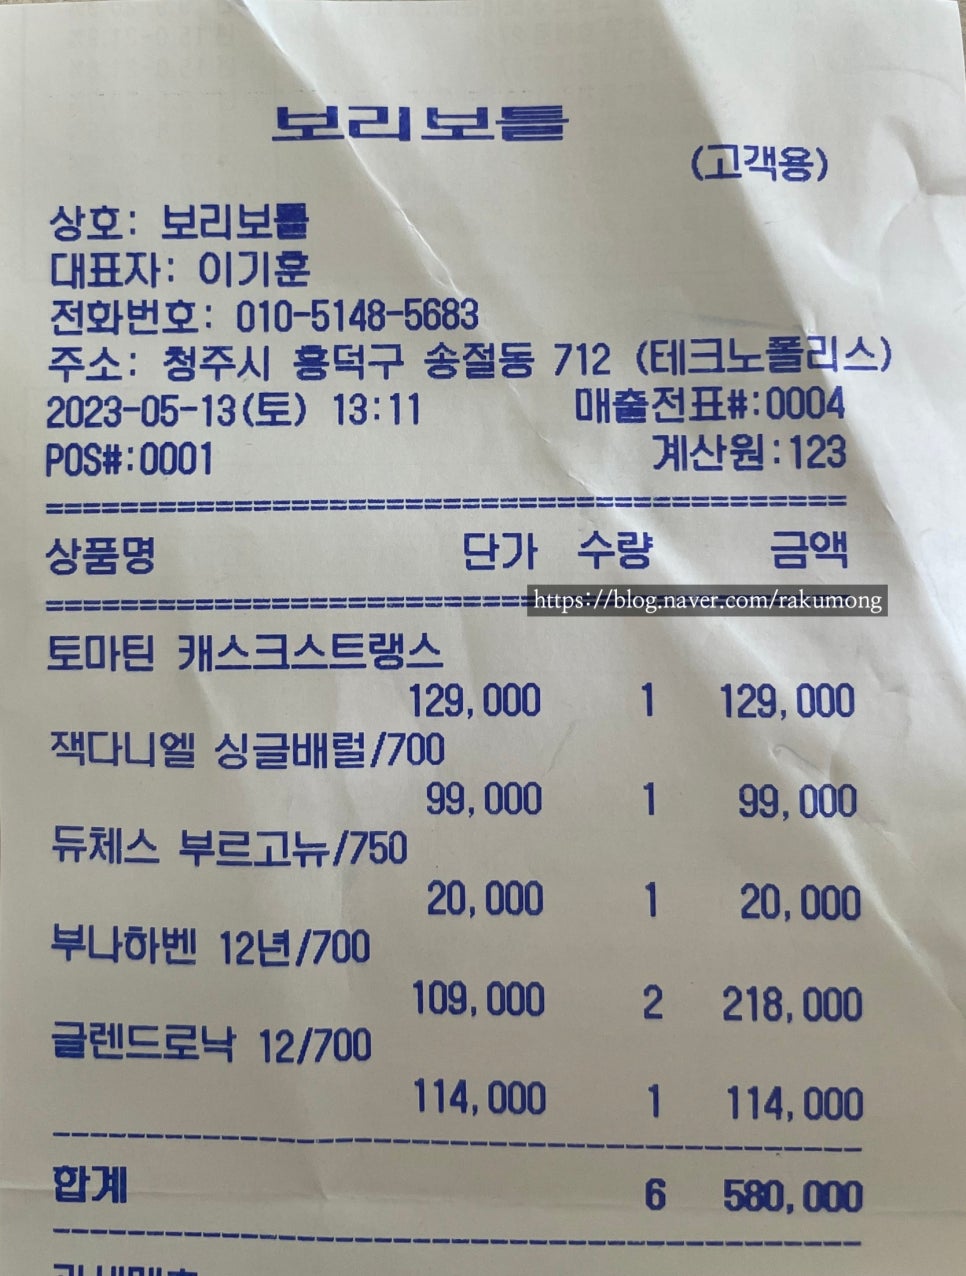 보리보틀
(고객용)
상호: 보리보틀
대표자: 이기훈
전화번호: 010-5148-5683
주소: 청주시 흥덕구 송절동 712 (테크노폴리스)
2023-05-13(토) 13:11 매출전표#:0004
POS#:0001 계산원:123
상품명 단가 수량 금액
https://blog.naver.com/rakumong
토마틴 캐스크스트랭스
129,000 1 129,000
잭다니엘 싱글배럴/700
99,000 1 99,000
듀체스 부르고뉴/750
20,000 1 20,000
부나하벤 12년/700
109,000 2 218,000
글렌드로낙 12/700
114,000 1 114,000
합계 6 580,000